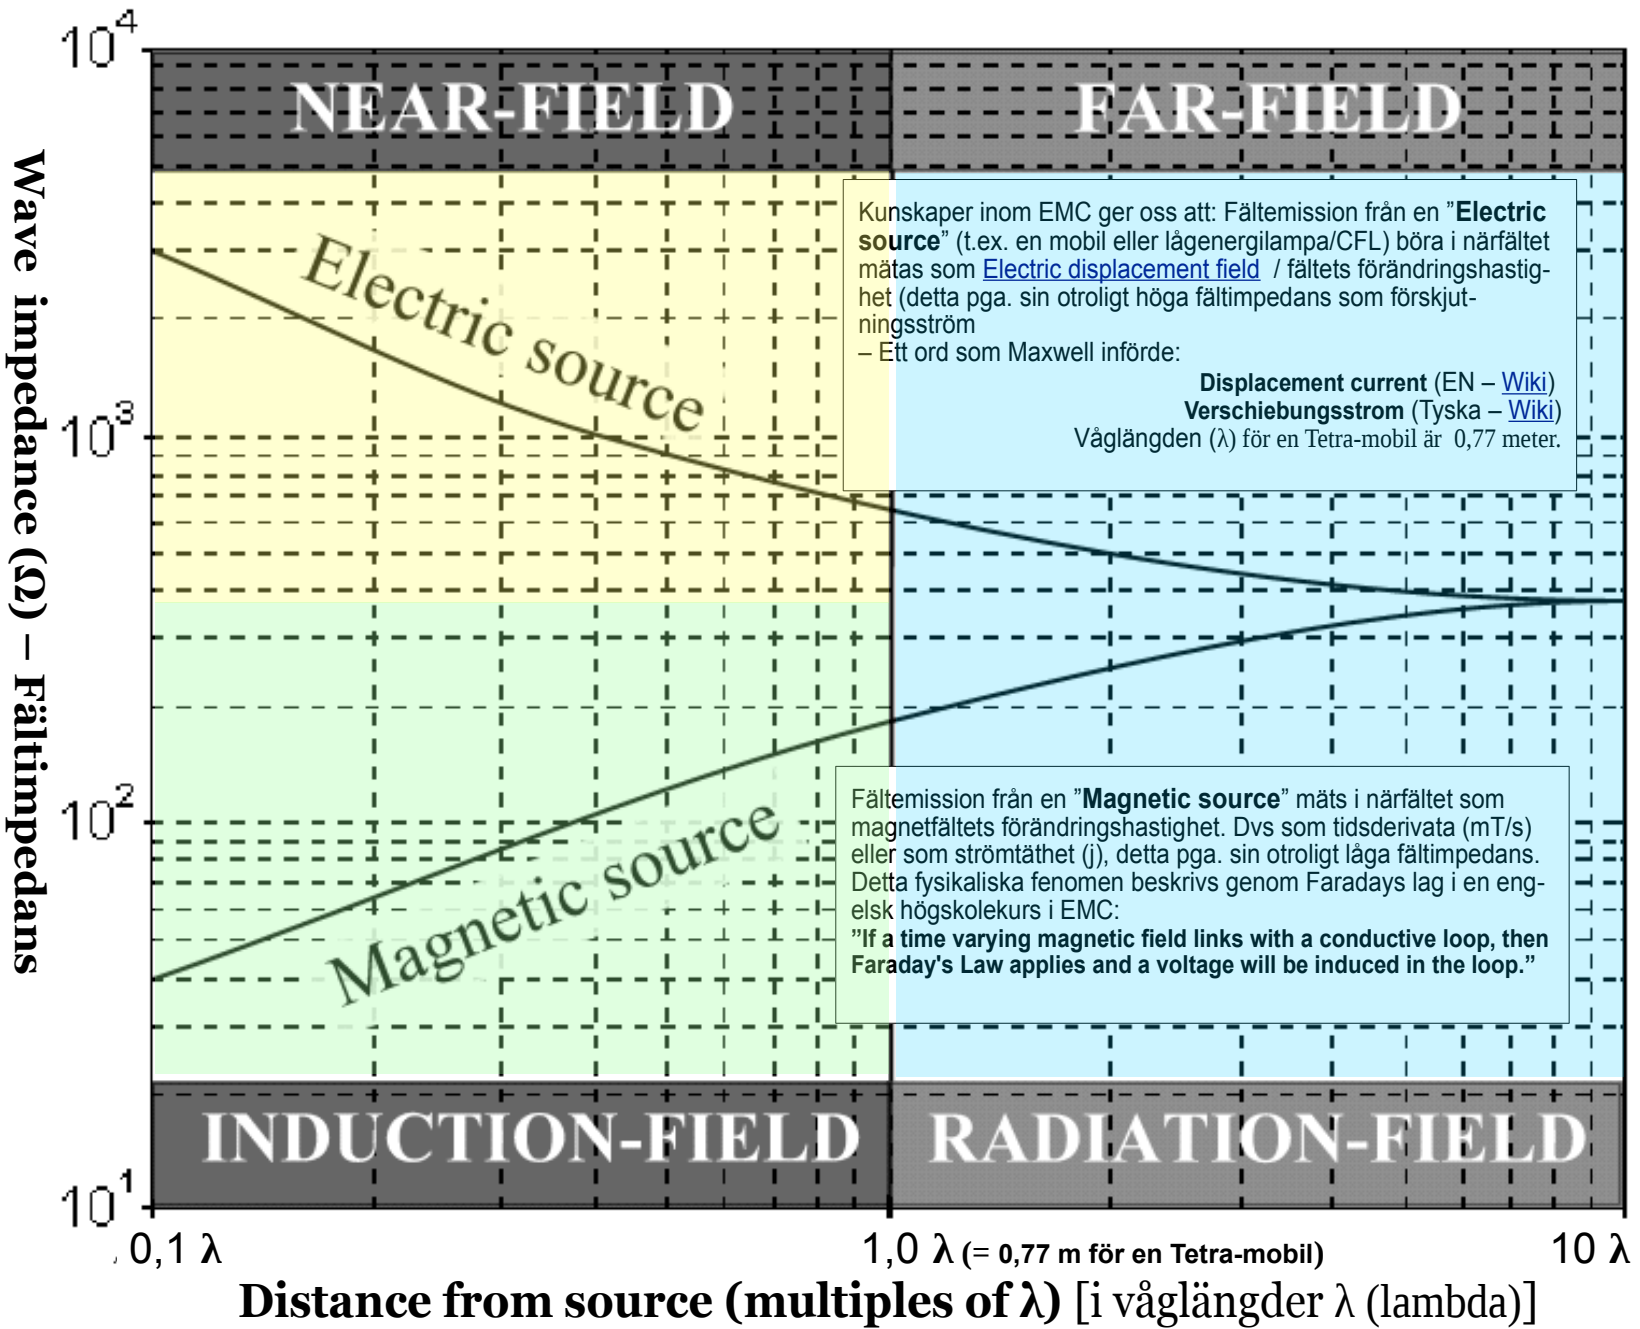 10⁴
NEAR-FIELD
FAR-FIELD
Wave impedance (Ω) – Fältimpedans
Kunskaper inom EMC ger oss att: Fältemission från en ”Electric
source” (t.ex. en mobil eller lågenergilampa/CFL) böra i närfältet
mätas som Electric displacement field / fältets förändringshastig-
het (detta pga. sin otroligt höga fältimpedans som förskjut-
ningsström
– Ett ord som Maxwell införde:
Displacement current (EN – Wiki)
Verschiebungsstrom (Tyska – Wiki)
Våglängden (λ) för en Tetra-mobil är 0,77 meter.
Electric source
10³
10²
Magnetic source
Fältemission från en ”Magnetic source” mäts i närfältet som
magnetfältets förändringshastighet. Dvs som tidsderivata (mT/s)
eller som strömtäthet (j), detta pga. sin otroligt låga fältimpedans.
Detta fysikaliska fenomen beskrivs genom Faradays lag i en eng-
elsk högskolekurs i EMC:
”If a time varying magnetic field links with a conductive loop, then
Faraday's Law applies and a voltage will be induced in the loop.”
INDUCTION-FIELD
RADIATION-FIELD
10¹
0,1 λ
1,0 λ (= 0,77 m för en Tetra-mobil)
10 λ
Distance from source (multiples of λ) [i våglängder λ (lambda)]